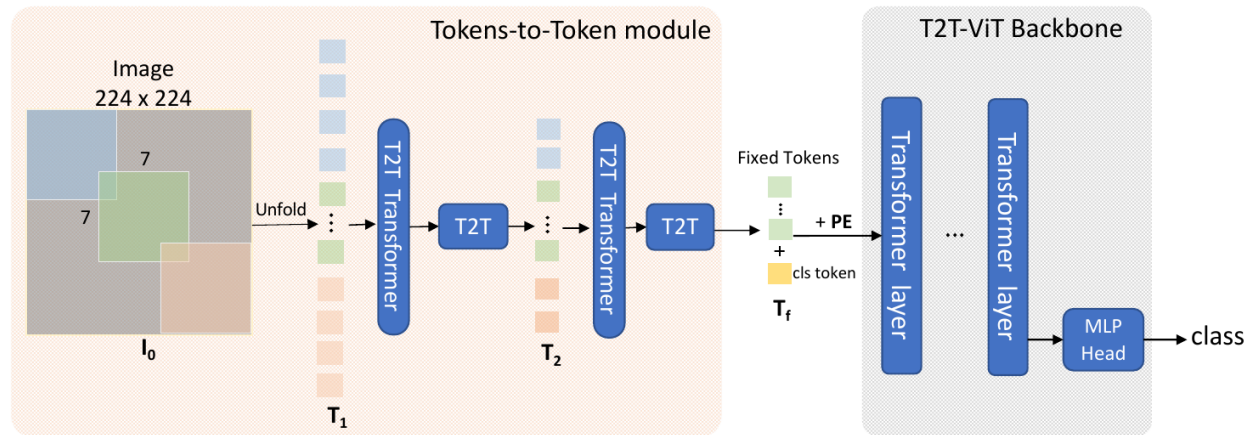 Tokens-to-Token module
T2T-ViT Backbone
Image
224 x 224
7
7
I0
Unfold
⋮
T1
T2T Transformer
T2T
⋮
T2
T2T Transformer
T2T
Fixed Tokens
⋮
+
cls token
Tf
+ PE
Transformer layer
...
Transformer layer
MLP
Head
class